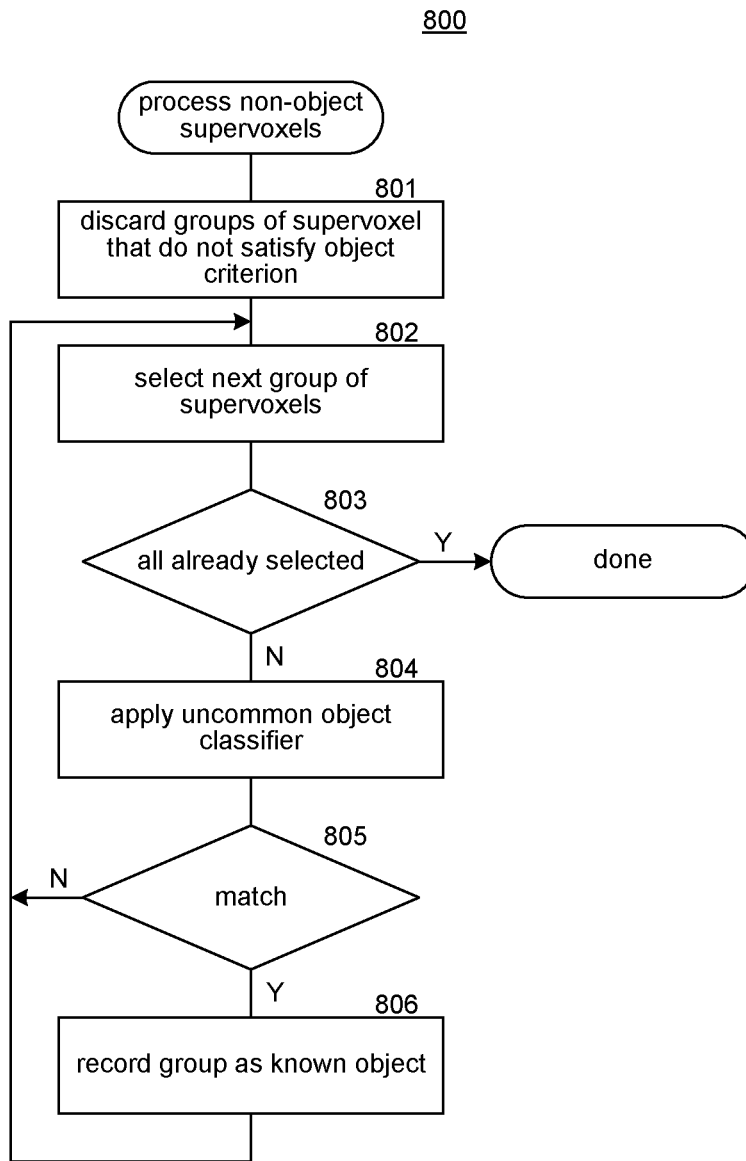 800
process non-object
supervoxels
801
discard groups of supervoxel
that do not satisfy object
criterion
802
select next group of
supervoxels
803
all already selected
Y
done
N
804
apply uncommon object
classifier
805
N
match
Y
806
record group as known object